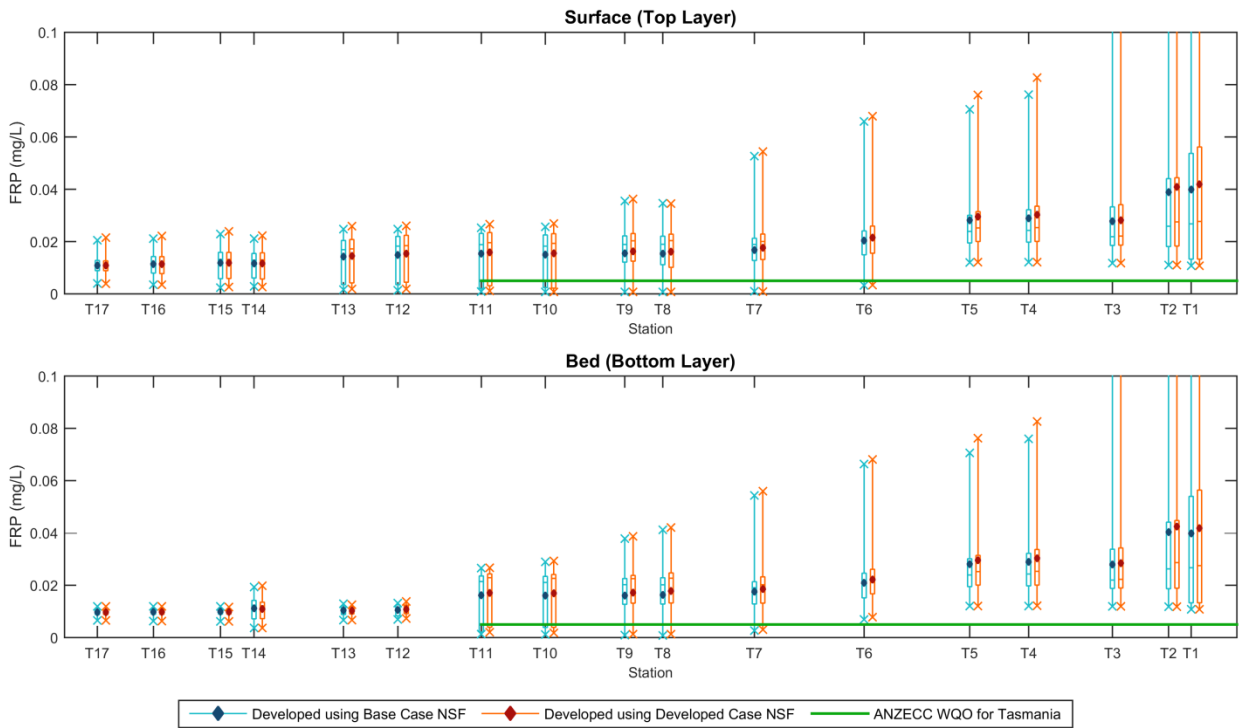 Surface (Top Layer)
0.1
0.08
0.06
0.04
0.02
0
FRP (mg/L)
T17 T16 T15 T14 T13 T12 T11 T10 T9 T8 T7 T6 T5 T4 T3 T2 T1
Station
Bed (Bottom Layer)
0.1
0.08
0.06
0.04
0.02
0
FRP (mg/L)
T17 T16 T15 T14 T13 T12 T11 T10 T9 T8 T7 T6 T5 T4 T3 T2 T1
Station
Developed using Base Case NSF Developed using Developed Case NSF ANZECC WQO for Tasmania